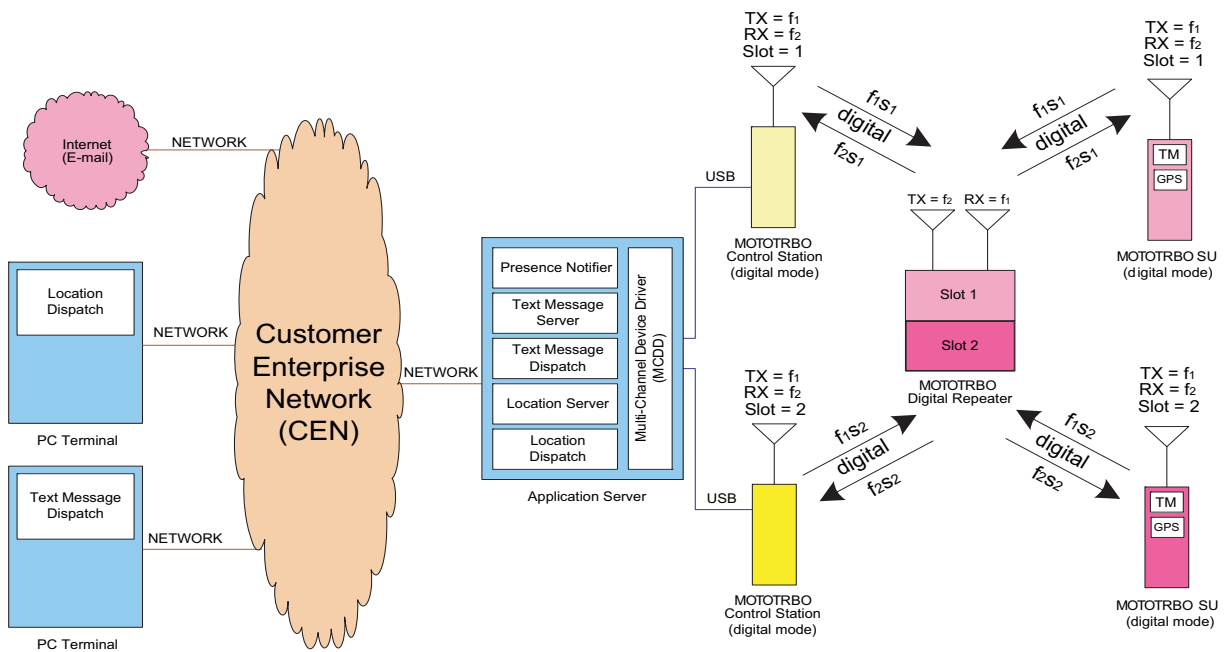 Internet
(E-mail)
NETWORK
Location
Dispatch
PC Terminal
NETWORK
Text Message
Dispatch
PC Terminal
NETWORK
Customer
Enterprise
Network
(CEN)
NETWORK
Presence Notifier
Text Message
Server
Text Message
Dispatch
Location Server
Location
Dispatch
Multi-Channel Device Driver
(MCDD)
Application Server
USB
USB
TX = f₁
RX = f₂
Slot = 1
MOTOTRBO
Control Station
(digital mode)
f₁s₁
digital
f₂s₁
TX = f₁
RX = f₂
Slot = 2
MOTOTRBO
Control Station
(digital mode)
f₁s₂
digital
f₂s₂
TX = f₂
RX = f₁
Slot 1
Slot 2
MOTOTRBO
Digital Repeater
f₁s₁
digital
f₂s₁
TX = f₁
RX = f₂
Slot = 1
TM
GPS
MOTOTRBO SU
(digital mode)
f₁s₂
digital
f₂s₂
TX = f₁
RX = f₂
Slot = 2
TM
GPS
MOTOTRBO SU
(digital mode)